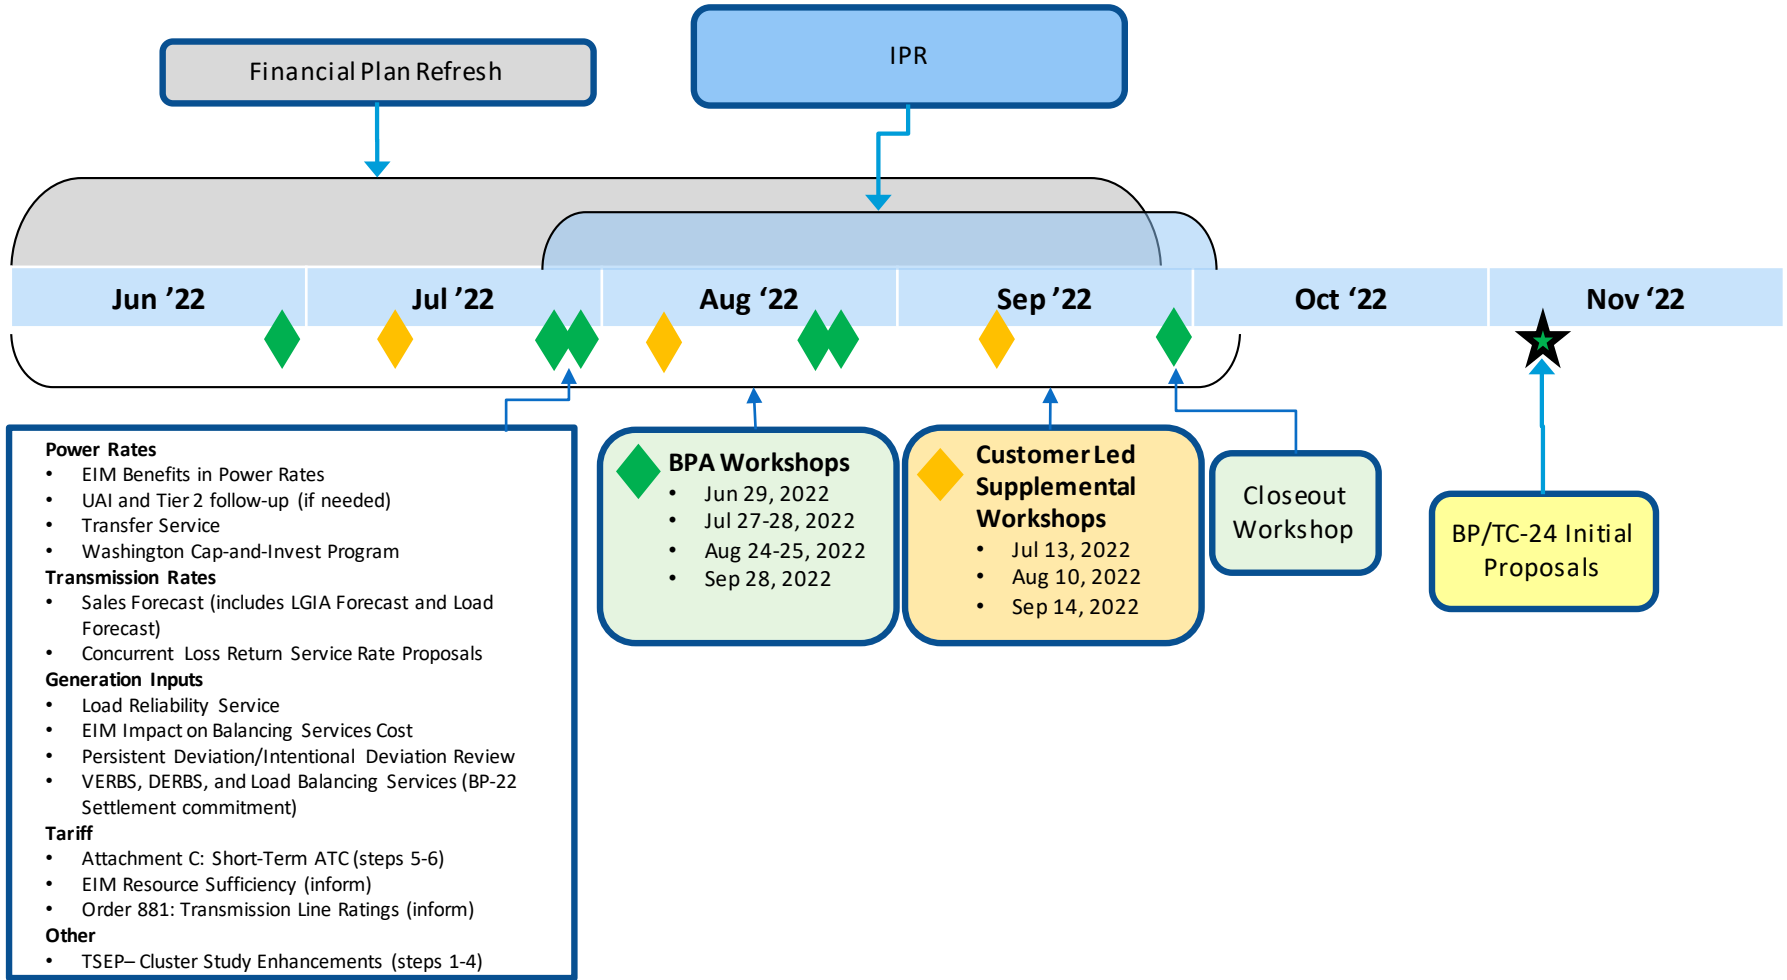 Financial Plan Refresh
IPR
Jun ’22
Jul ’22
Aug ‘22
Sep ’22
Oct ‘22
Nov ‘22
Power Rates
• EIM Benefits in Power Rates
• UAI and Tier 2 follow-up (if needed)
• Transfer Service
• Washington Cap-and-Invest Program
Transmission Rates
• Sales Forecast (includes LGIA Forecast and Load
Forecast)
• Concurrent Loss Return Service Rate Proposals
Generation Inputs
• Load Reliability Service
• EIM Impact on Balancing Services Cost
• Persistent Deviation/Intentional Deviation Review
• VERBS, DERBS, and Load Balancing Services (BP-22
Settlement commitment)
Tariff
• Attachment C: Short-Term ATC (steps 5-6)
• EIM Resource Sufficiency (inform)
• Order 881: Transmission Line Ratings (inform)
Other
• TSEP– Cluster Study Enhancements (steps 1-4)
BPA Workshops
• Jun 29, 2022
• Jul 27-28, 2022
• Aug 24-25, 2022
• Sep 28, 2022
Customer Led
Supplemental
Workshops
• Jul 13, 2022
• Aug 10, 2022
• Sep 14, 2022
Closeout
Workshop
BP/TC-24 Initial
Proposals